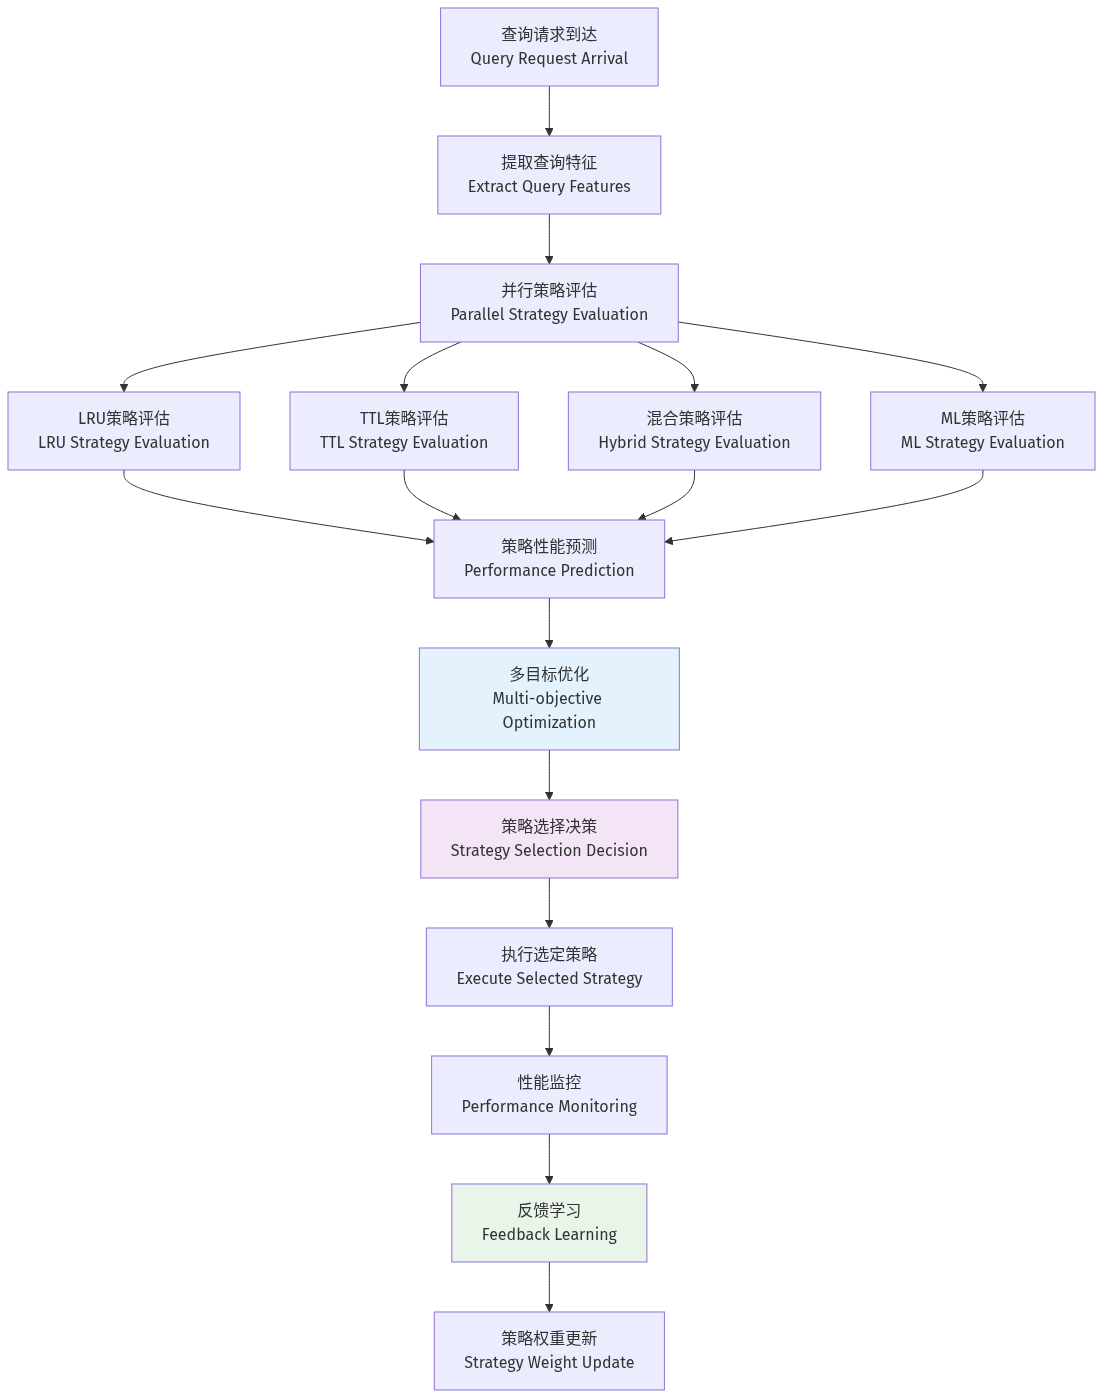 查询请求到达
Query Request Arrival
提取查询特征
Extract Query Features
并行策略评估
Parallel Strategy Evaluation
LRU策略评估
LRU Strategy Evaluation
TTL策略评估
TTL Strategy Evaluation
混合策略评估
Hybrid Strategy Evaluation
ML策略评估
ML Strategy Evaluation
策略性能预测
Performance Prediction
多目标优化
Multi-objective
Optimization
策略选择决策
Strategy Selection Decision
执行选定策略
Execute Selected Strategy
性能监控
Performance Monitoring
反馈学习
Feedback Learning
策略权重更新
Strategy Weight Update